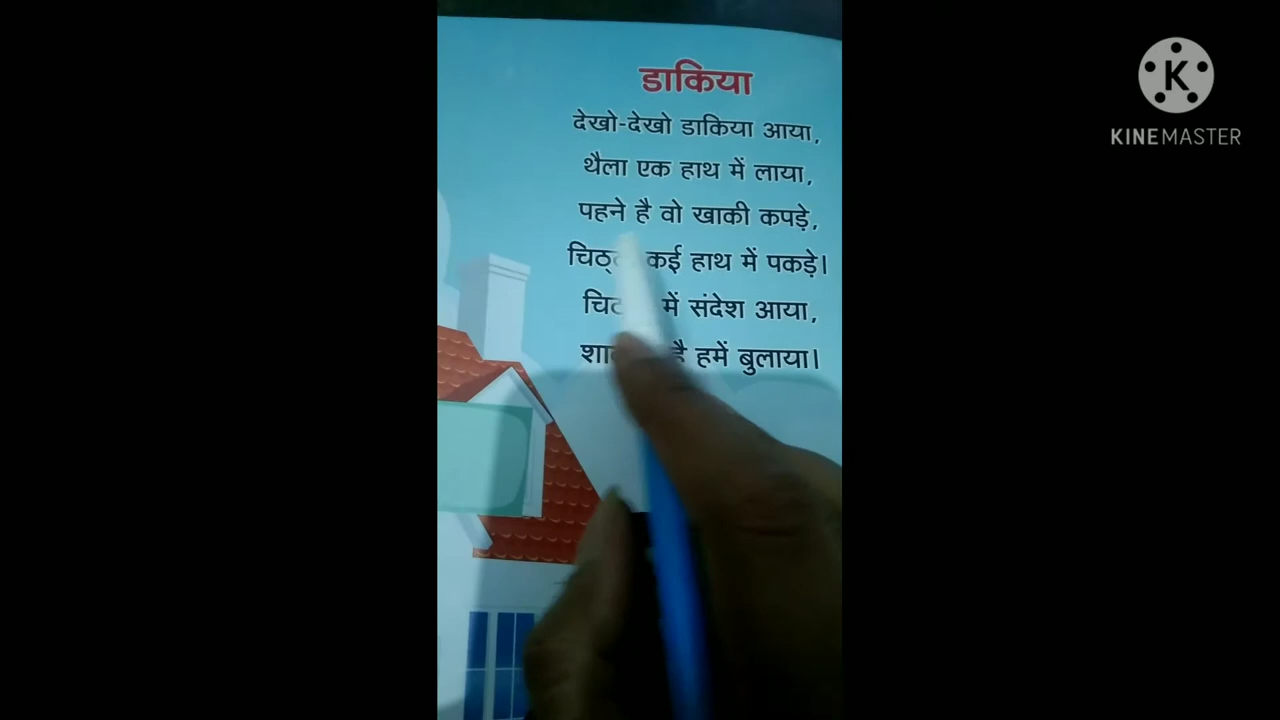 डाकिया
देखो-देखो डाकिया आया,
थैला एक हाथ में लाया,
पहने है वो खाकी कपड़े,
कई हाथ में पकड़े।
में संदेश आया,
है हमें बुलाया।
K
KINEMASTER